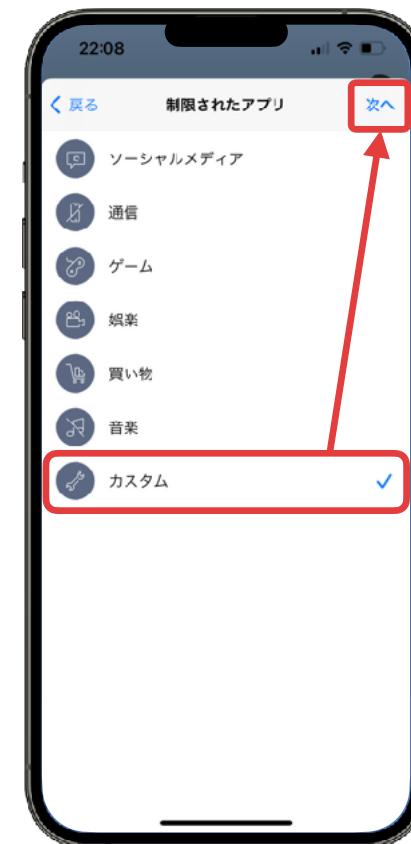 22:08
戻る 制限されたアプリ 次へ
ソーシャルメディア
通信
ゲーム
娯楽
買い物
音楽
カスタム